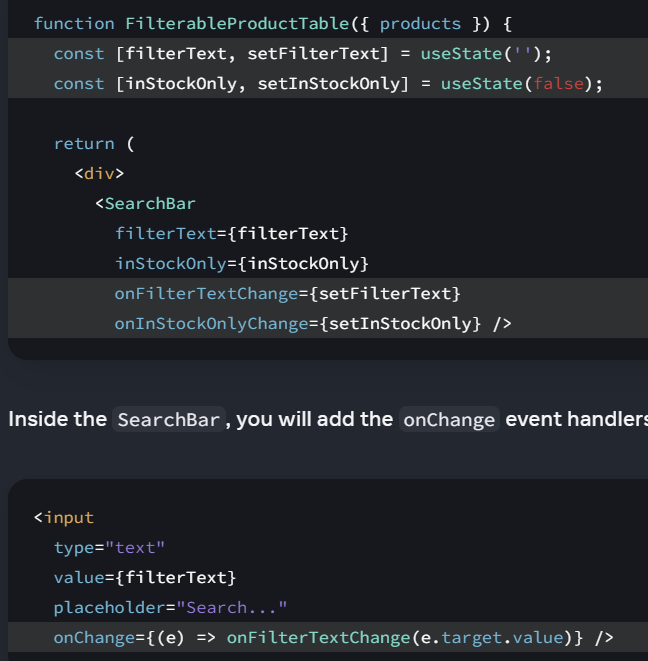 function FilterableProductTable({ products }) {
  const [filterText, setFilterText] = useState('');
  const [inStockOnly, setInStockOnly] = useState(false);
  return (
    <div>
      <SearchBar
        filterText={filterText}
        inStockOnly={inStockOnly}
        onFilterTextChange={setFilterText}
        onInStockOnlyChange={setInStockOnly} />
Inside the SearchBar, you will add the onChange event handlers
<input
  type="text"
  value={filterText}
  placeholder="Search..."
  onChange={(e) => onFilterTextChange(e.target.value)} />